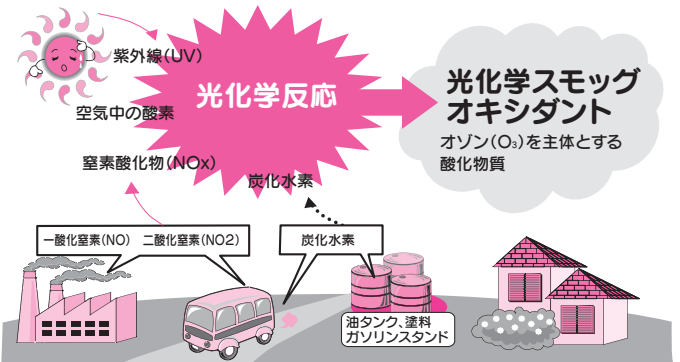 紫外線(UV)
光化学反応
空気中の酸素
窒素酸化物(NOx)
炭化水素
光化学スモッグ
オキシダント
オゾン(O₃)を主体とする
酸化物質
一酸化窒素(NO) 二酸化窒素(NO2)
炭化水素
油タンク、塗料
ガソリンスタンド